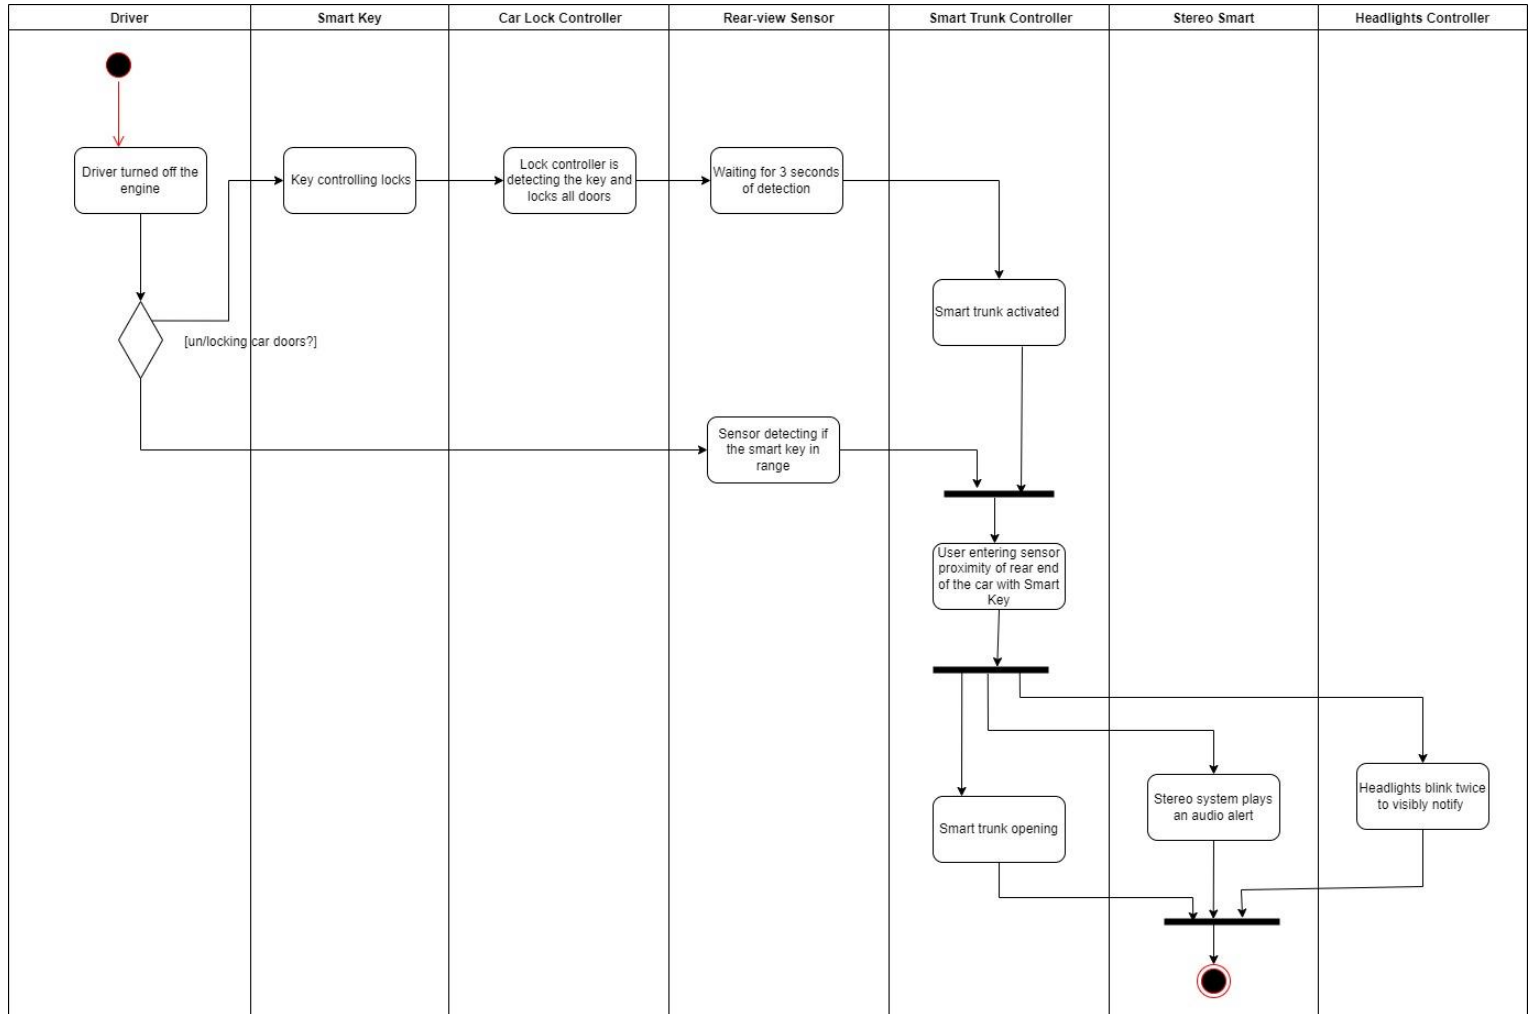 Driver
Smart Key
Car Lock Controller
Rear-view Sensor
Smart Trunk Controller
Stereo Smart
Headlights Controller
Driver turned off the
engine
Key controlling locks
Lock controller is
detecting the key and
locks all doors
Waiting for 3 seconds
of detection
Smart trunk activated
[un/locking car doors?]
Sensor detecting if
the smart key in
range
User entering sensor
proximity of rear end
of the car with Smart
Key
Smart trunk opening
Stereo system plays
an audio alert
Headlights blink twice
to visibly notify